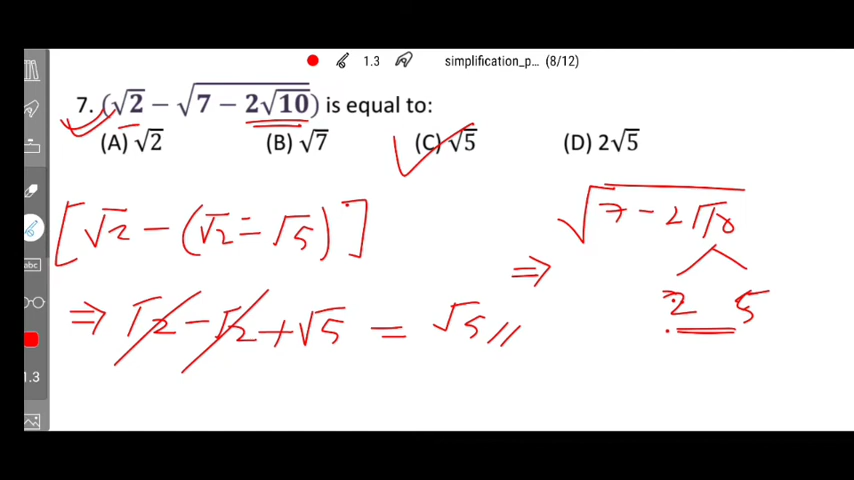 1.3 simplification_p... (8/12)
7. (√2 − √(7 − 2√10)) is equal to:
(A) √2 (B) √7 (C) √5 (D) 2√5
[√2 − (√2 − √5)]
⇒ √2 − √2 + √5 = √5 //
√(7 − 2√10)
⇒
2 5
abc
1.3